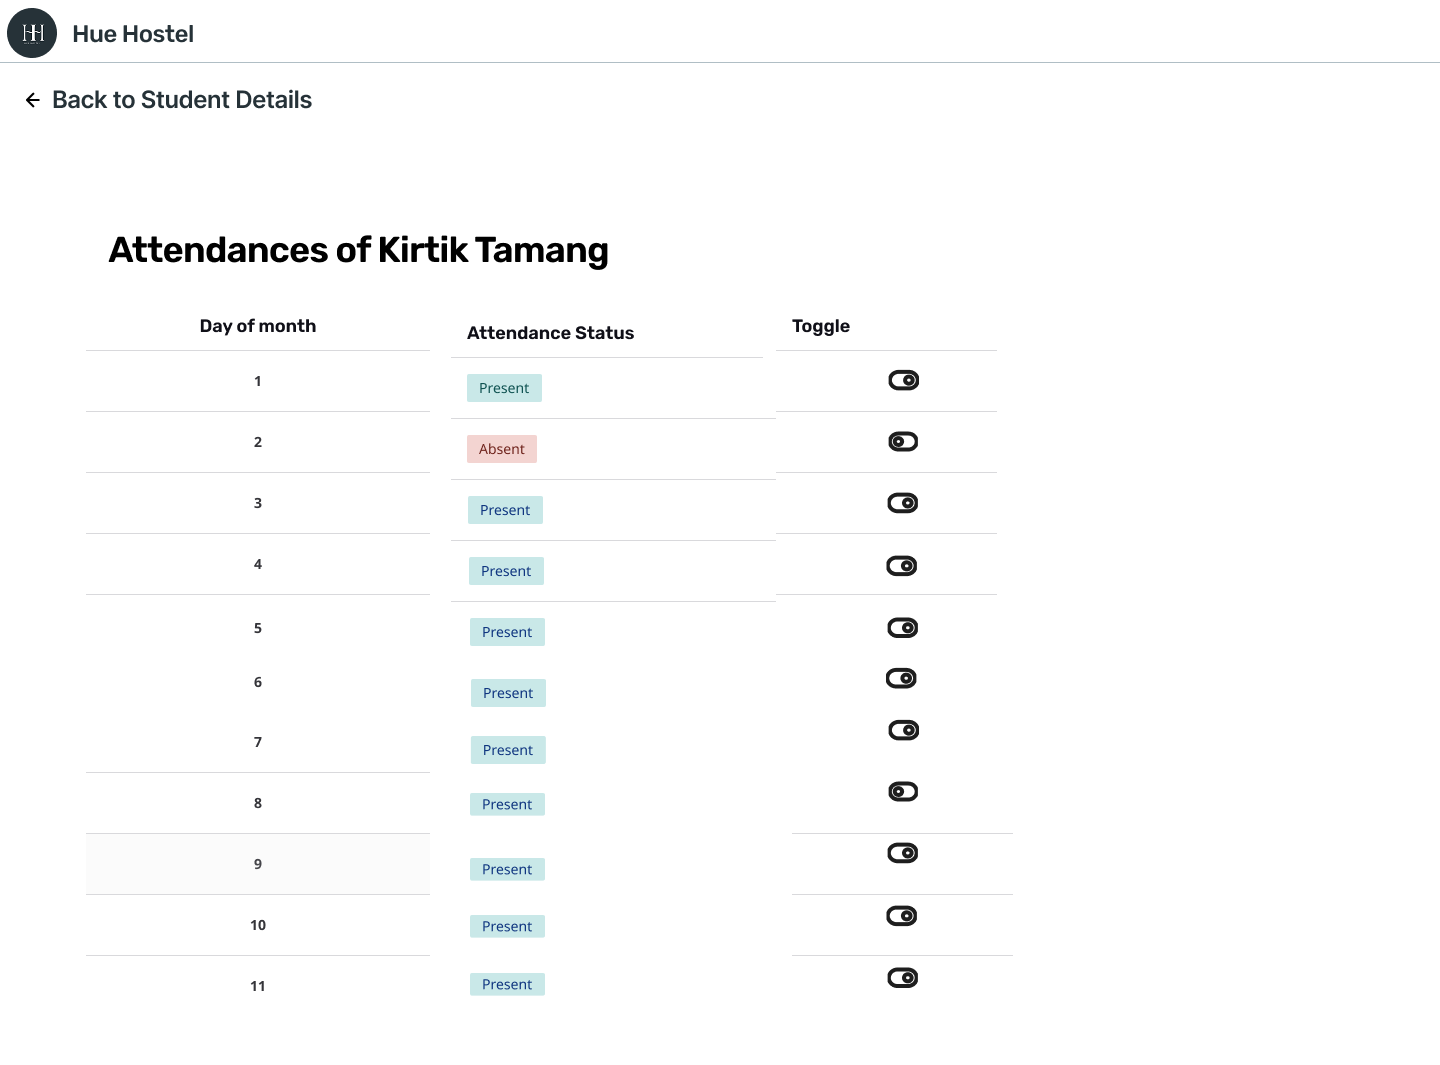 HH
Hue Hostel
Back to Student Details
Attendances of Kirtik Tamang
Day of month Attendance Status Toggle
1 Present
2 Absent
3 Present
4 Present
5 Present
6 Present
7 Present
8 Present
9 Present
10 Present
11 Present